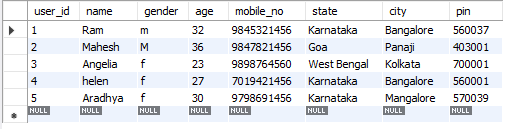 user_id name gender age mobile_no state city pin
1 Ram m 32 9845321456 Karnataka Bangalore 560037
2 Mahesh M 36 9847821456 Goa Panaji 403001
3 Angelia f 23 9898764560 West Bengal Kolkata 700001
4 helen f 27 7019421456 Karnataka Bangalore 560001
5 Aradhya f 30 9798691456 Karnataka Mangalore 570039
NULL NULL NULL NULL NULL NULL NULL NULL